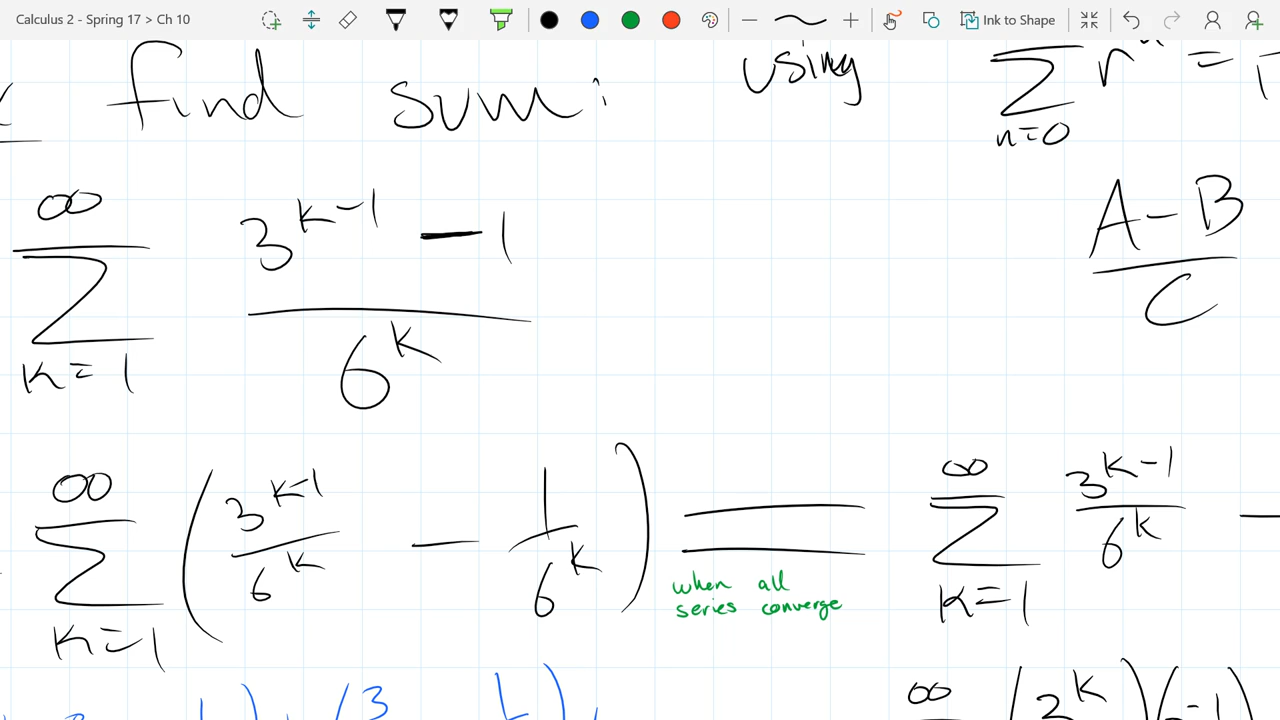 Calculus 2 - Spring 17 > Ch 10
Ink to Shape
find sum: using ∑ n=0 r^n =
∞ ∑ k=1 (3^(k-1) - 1) / 6^k
(A - B) / C
∞ ∑ k=1 ( 3^(k-1) / 6^k - 1 / 6^k ) = ∞ ∑ k=1 3^(k-1) / 6^k -
when all
series converge
∞ (3^k)(